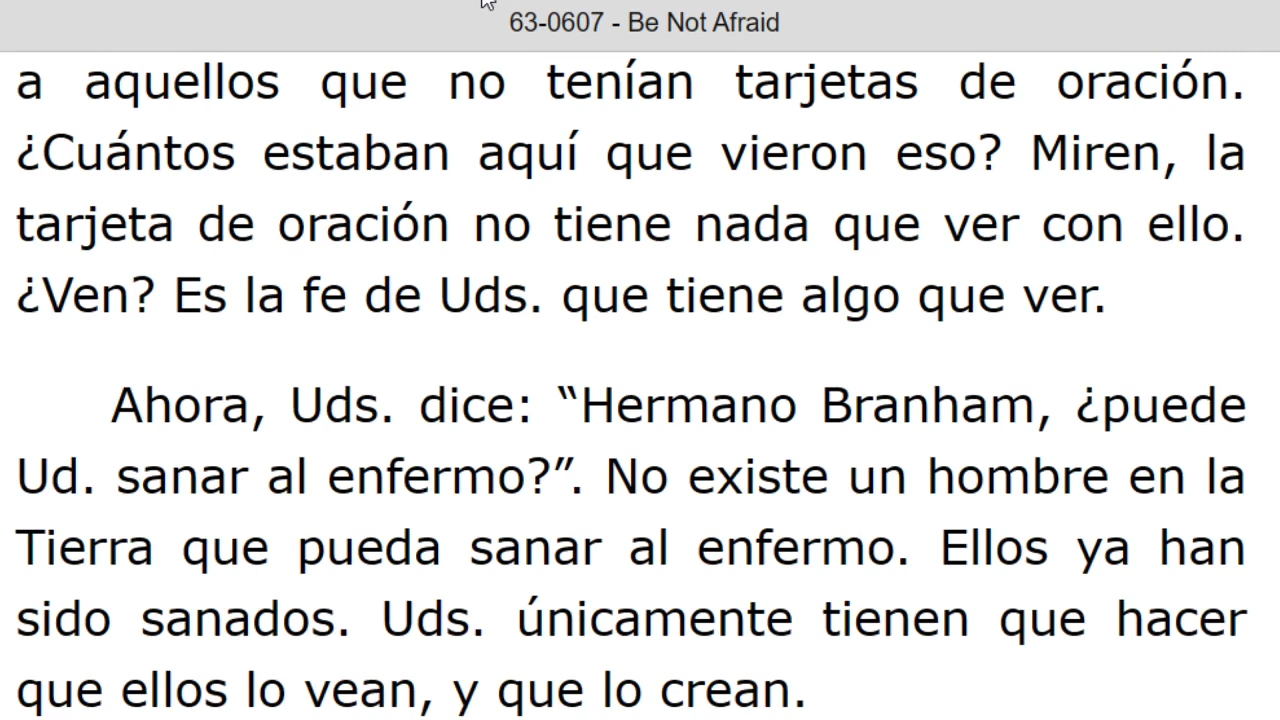 63-0607 - Be Not Afraid
a aquellos que no tenían tarjetas de oración.
¿Cuántos estaban aquí que vieron eso? Miren, la
tarjeta de oración no tiene nada que ver con ello.
¿Ven? Es la fe de Uds. que tiene algo que ver.
Ahora, Uds. dice: “Hermano Branham, ¿puede
Ud. sanar al enfermo?”. No existe un hombre en la
Tierra que pueda sanar al enfermo. Ellos ya han
sido sanados. Uds. únicamente tienen que hacer
que ellos lo vean, y que lo crean.